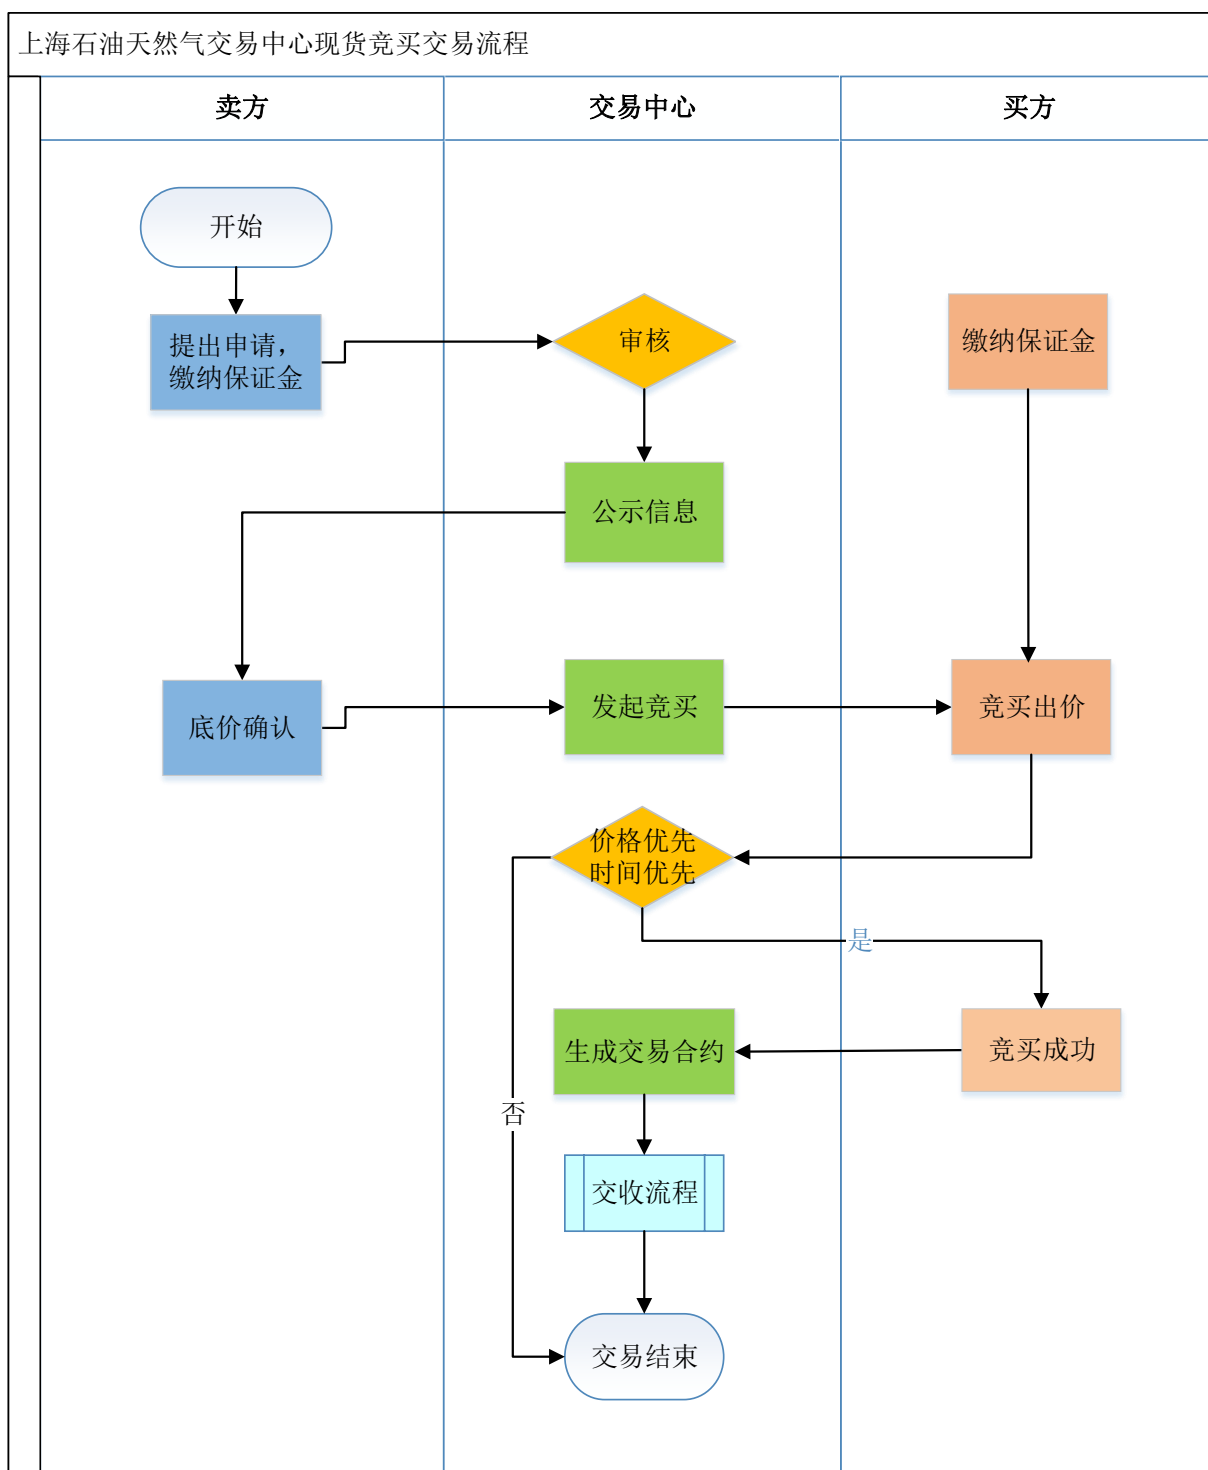 上海石油天然气交易中心现货竞买交易流程
卖方
交易中心
买方
开始
提出申请，
缴纳保证金
审核
缴纳保证金
公示信息
底价确认
发起竞买
竞买出价
价格优先
时间优先
是
生成交易合约
竞买成功
否
交收流程
交易结束